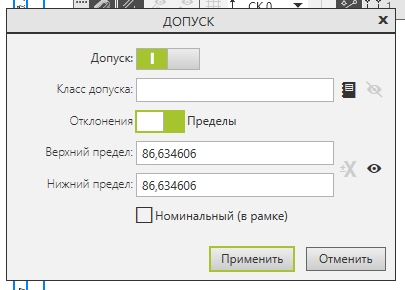 СК 0
ДОПУСК
Допуск:
Класс допуска:
Отклонения Пределы
Верхний предел: 86,634606
Нижний предел: 86,634606
±X
Номинальный (в рамке)
Применить Отменить